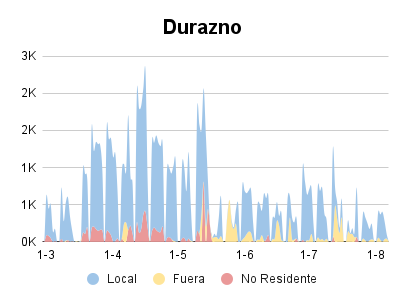 Durazno
3K
2K
2K
1K
1K
0K
1-3 1-4 1-5 1-6 1-7 1-8
Local Fuera No Residente